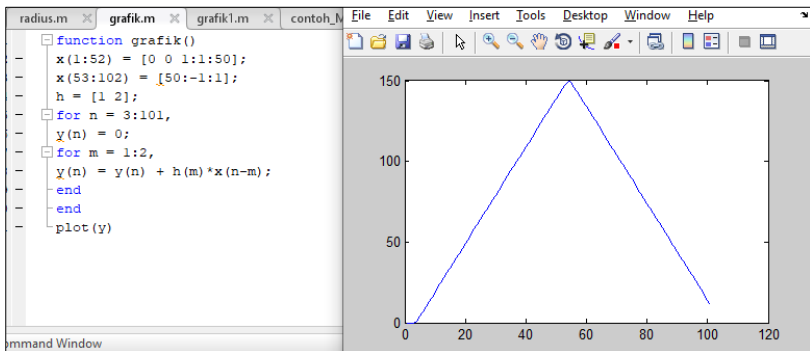 radius.m grafik.m grafik1.m
function grafik()
x(1:52) = [0 0 1:1:50];
x(53:102) = [50:-1:1];
h = [1 2];
for n = 3:101,
y(n) = 0;
for m = 1:2,
y(n) = y(n) + h(m)*x(n-m);
end
end
plot(y)
File Edit View Insert Tools Desktop Window Help
150
100
50
0
0 20 40 60 80 100 120
Window